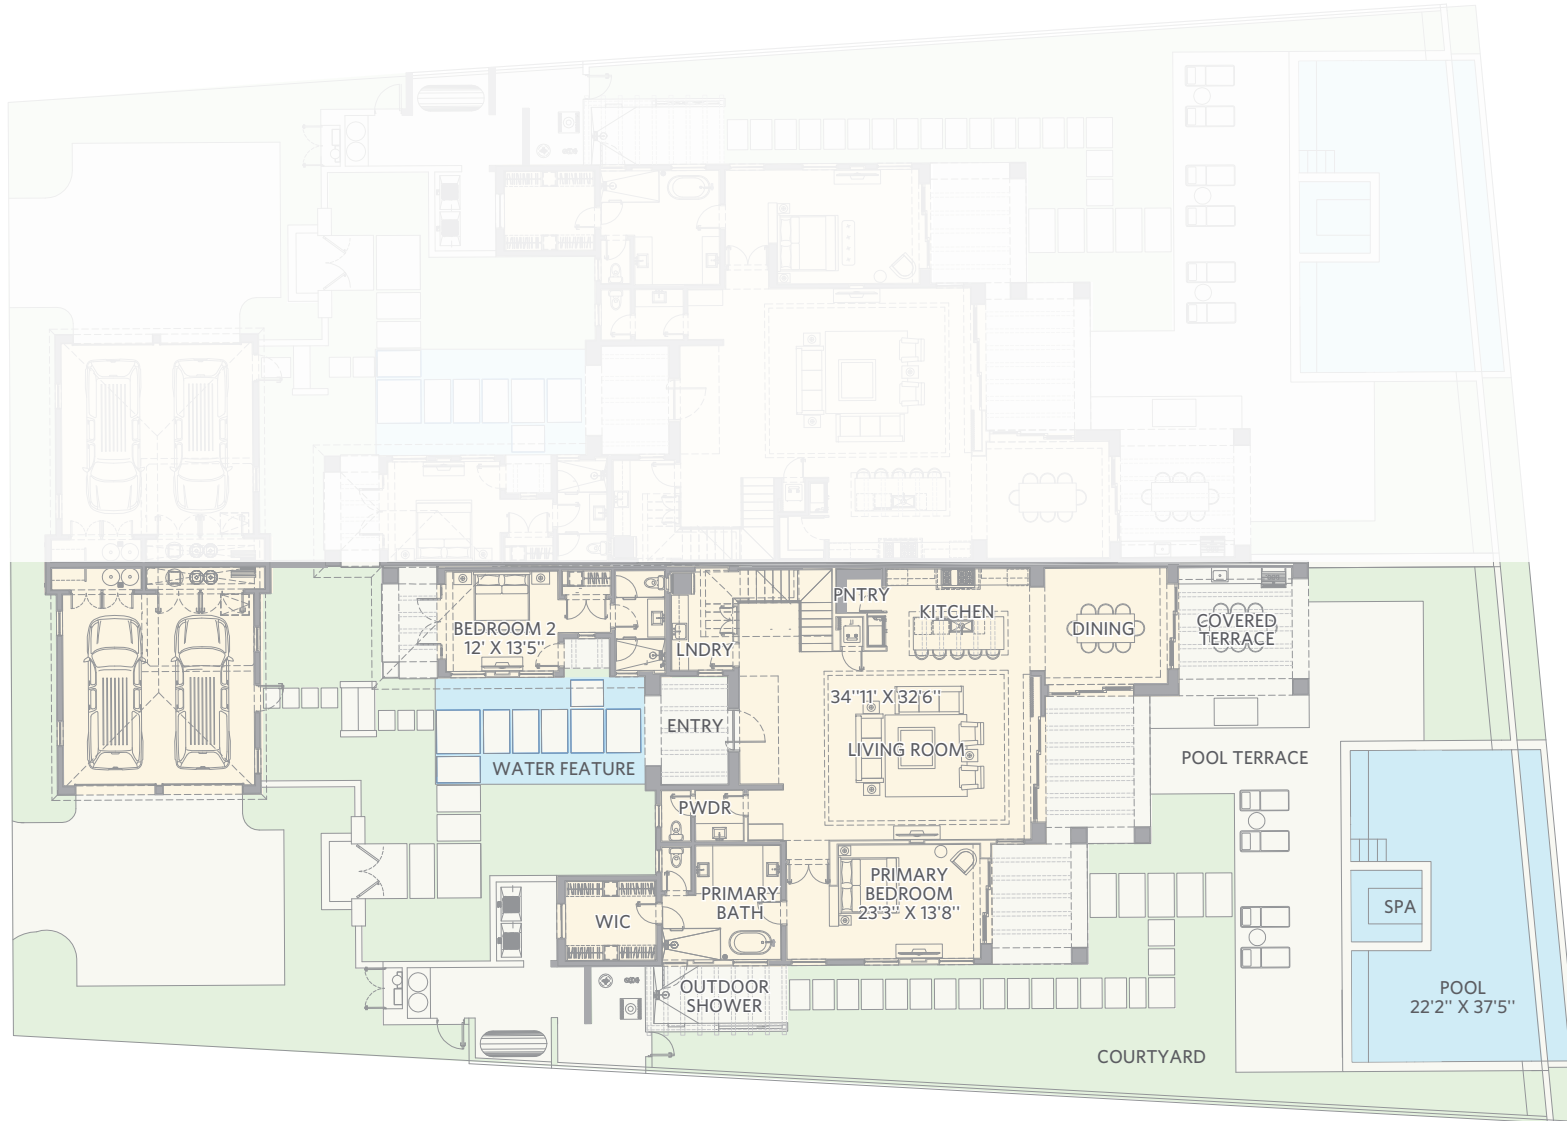 PNTRY
KITCHEN
BEDROOM 2
12' X 13'5"
LNDRY
DINING
COVERED
TERRACE
34"11' X 32'6"
ENTRY
LIVING ROOM
POOL TERRACE
WATER FEATURE
PWDR
PRIMARY
BEDROOM
23'3" X 13'8"
PRIMARY
BATH
WIC
SPA
OUTDOOR
SHOWER
POOL
22'2" X 37'5"
COURTYARD